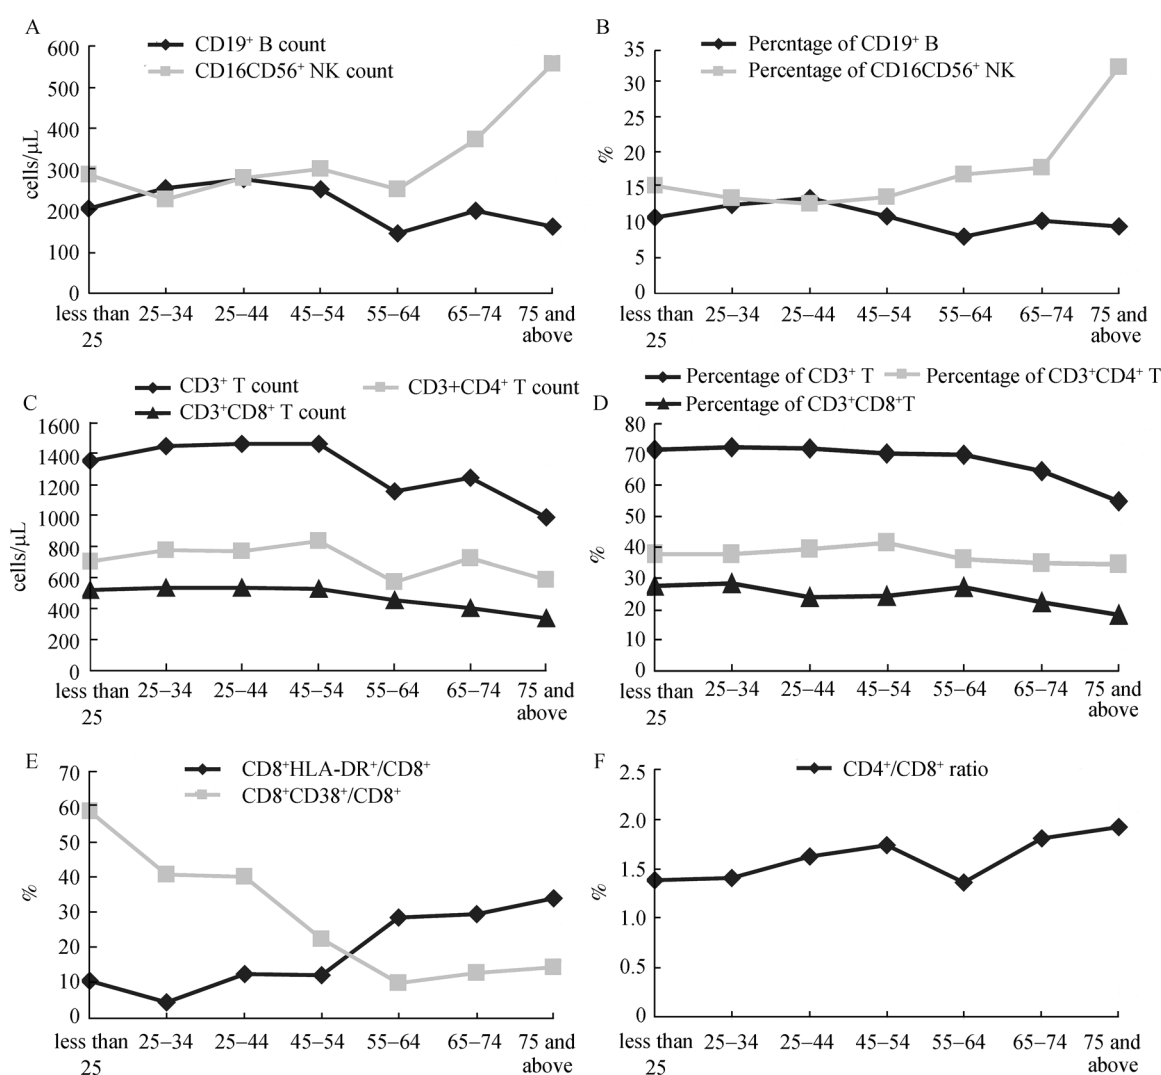 A
CD19⁺ B count
CD16CD56⁺ NK count
cells/μL
600
500
400
300
200
100
0
less than 25
25–34
25–44
45–54
55–64
65–74
75 and above
B
Percntage of CD19⁺ B
Percentage of CD16CD56⁺ NK
%
35
30
25
20
15
10
5
0
less than 25
25–34
25–44
45–54
55–64
65–74
75 and above
C
CD3⁺ T count
CD3+CD4⁺ T count
CD3⁺CD8⁺ T count
cells/μL
1600
1400
1200
1000
800
600
400
200
0
less than 25
25–34
25–44
45–54
55–64
65–74
75 and above
D
Percentage of CD3⁺ T
Percentage of CD3⁺CD4⁺ T
Percentage of CD3⁺CD8⁺T
%
80
70
60
50
40
30
20
10
0
less than 25
25–34
25–44
45–54
55–64
65–74
75 and above
E
CD8⁺HLA-DR⁺/CD8⁺
CD8⁺CD38⁺/CD8⁺
%
70
60
50
40
30
20
10
0
less than 25
25–34
25–44
45–54
55–64
65–74
75 and above
F
CD4⁺/CD8⁺ ratio
%
2.5
2.0
1.5
1.0
0.5
0
less than 25
25–34
25–44
45–54
55–64
65–74
75 and above